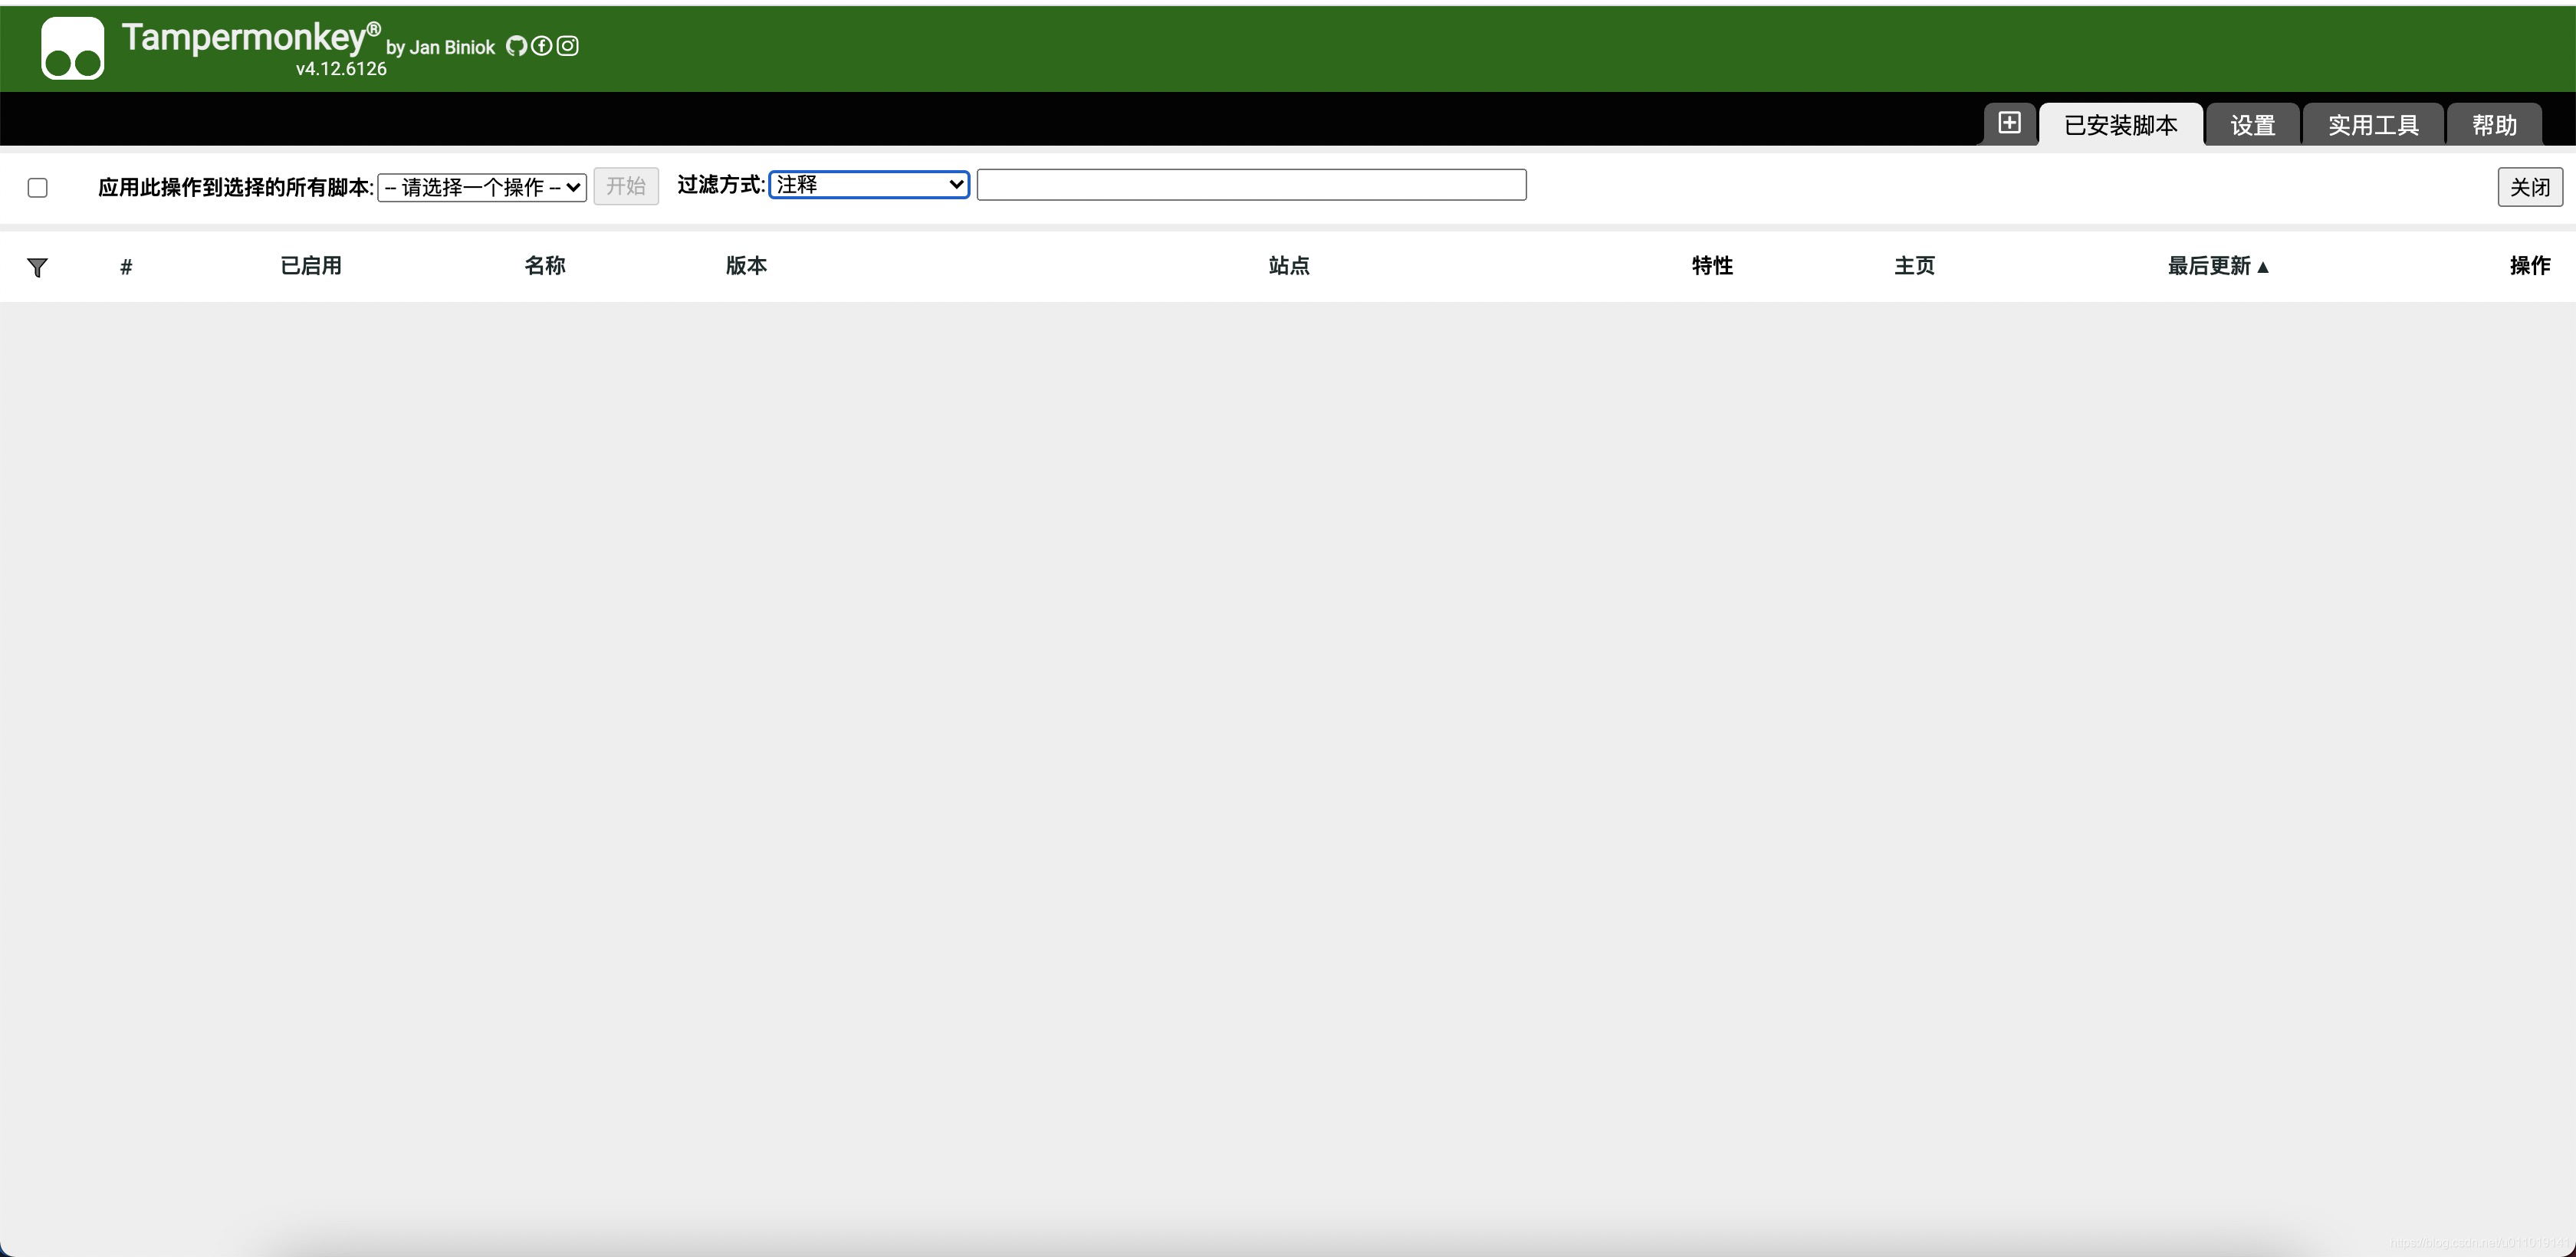 Tampermonkey® by Jan Biniok
v4.12.6126
已安装脚本 设置 实用工具 帮助
应用此操作到选择的所有脚本: -- 请选择一个操作 -- 开始 过滤方式: 注释 关闭
# 已启用 名称 版本 站点 特性 主页 最后更新 ▲ 操作